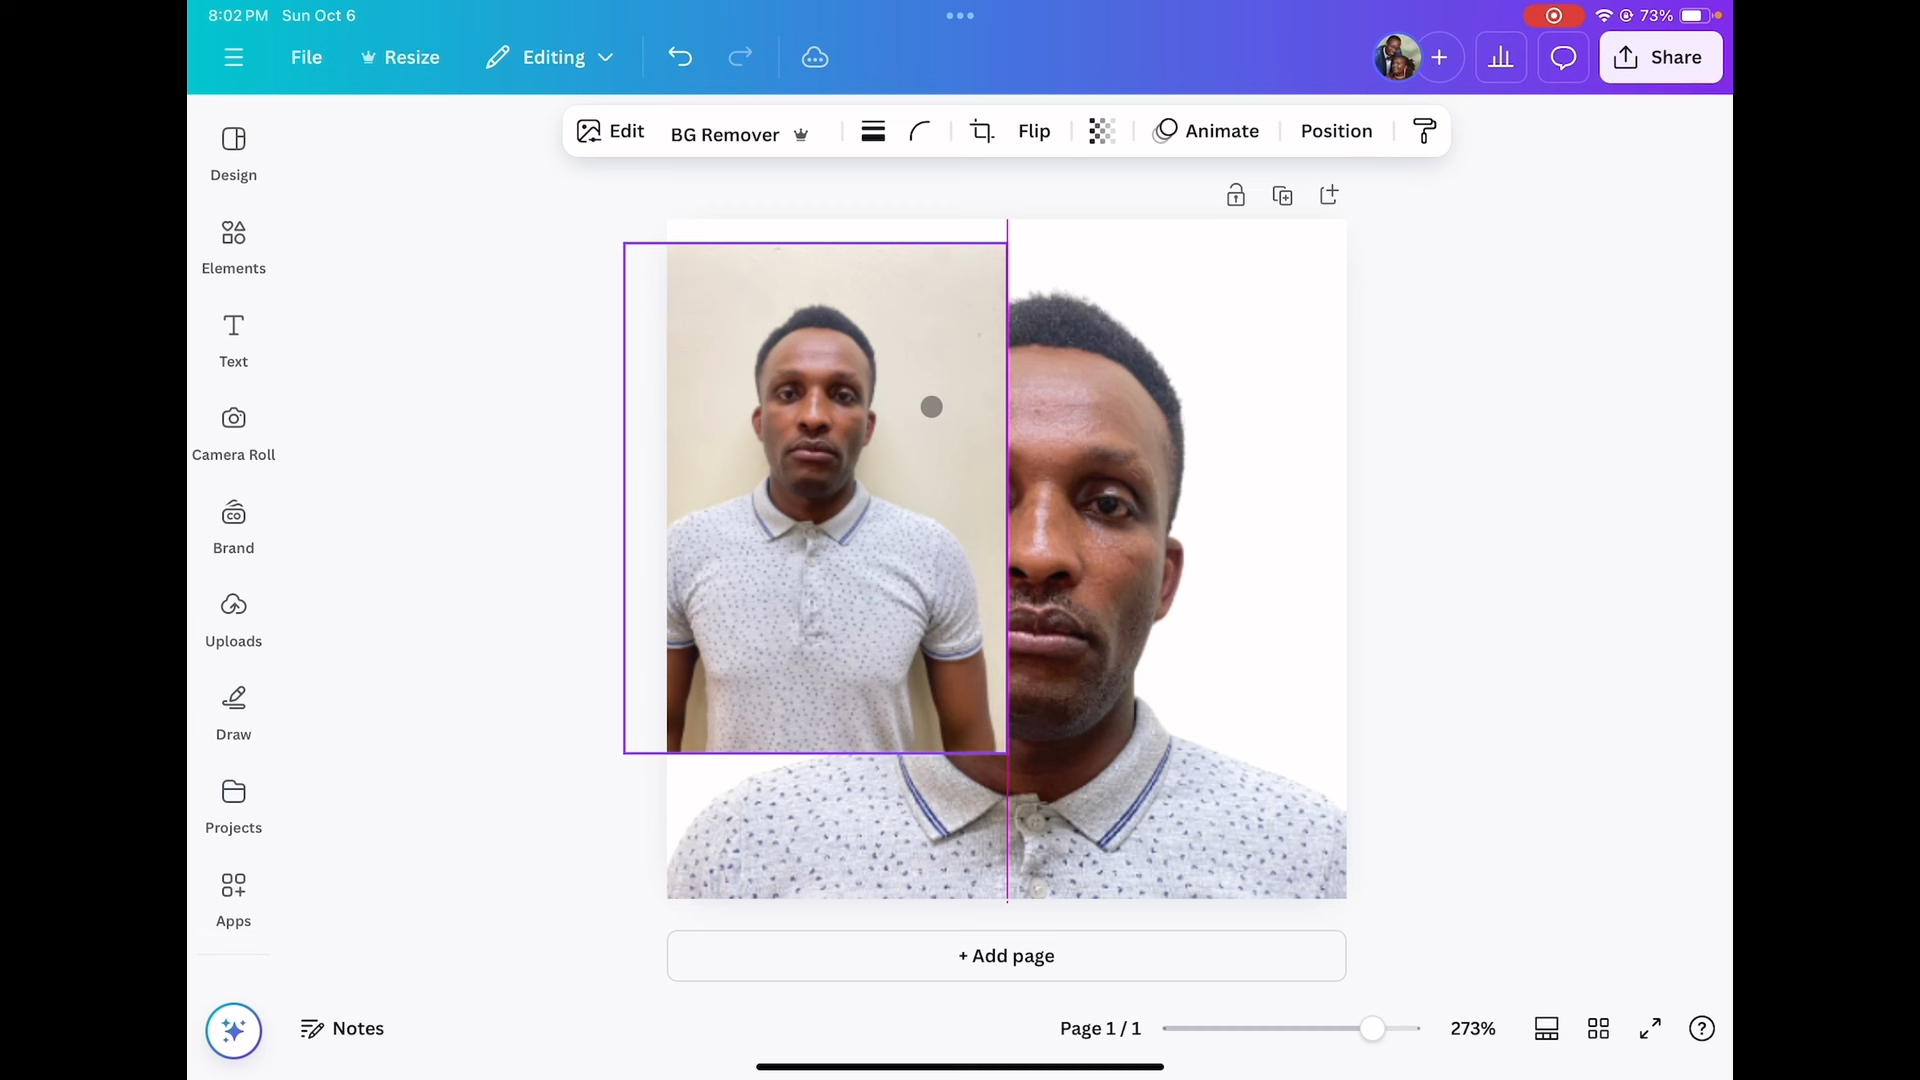 8:02 PM Sun Oct 6
73%
File
Resize
Editing
Share
Edit
BG Remover
Flip
Animate
Position
Design
Elements
Text
Camera Roll
Brand
Uploads
Draw
Projects
Apps
+ Add page
Notes
Page 1 / 1
273%